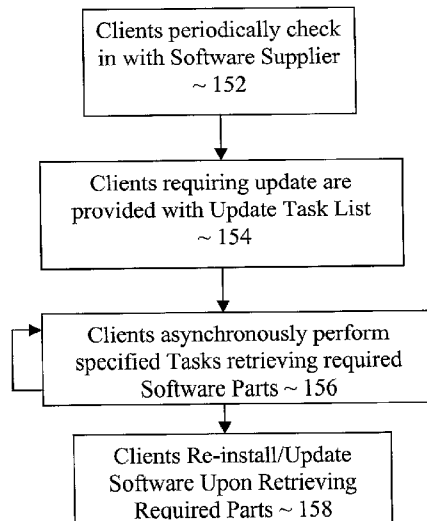 Clients periodically check
in with Software Supplier
~ 152
Clients requiring update are
provided with Update Task List
~ 154
Clients asynchronously perform
specified Tasks retrieving required
Software Parts ~ 156
Clients Re-install/Update
Software Upon Retrieving
Required Parts ~ 158